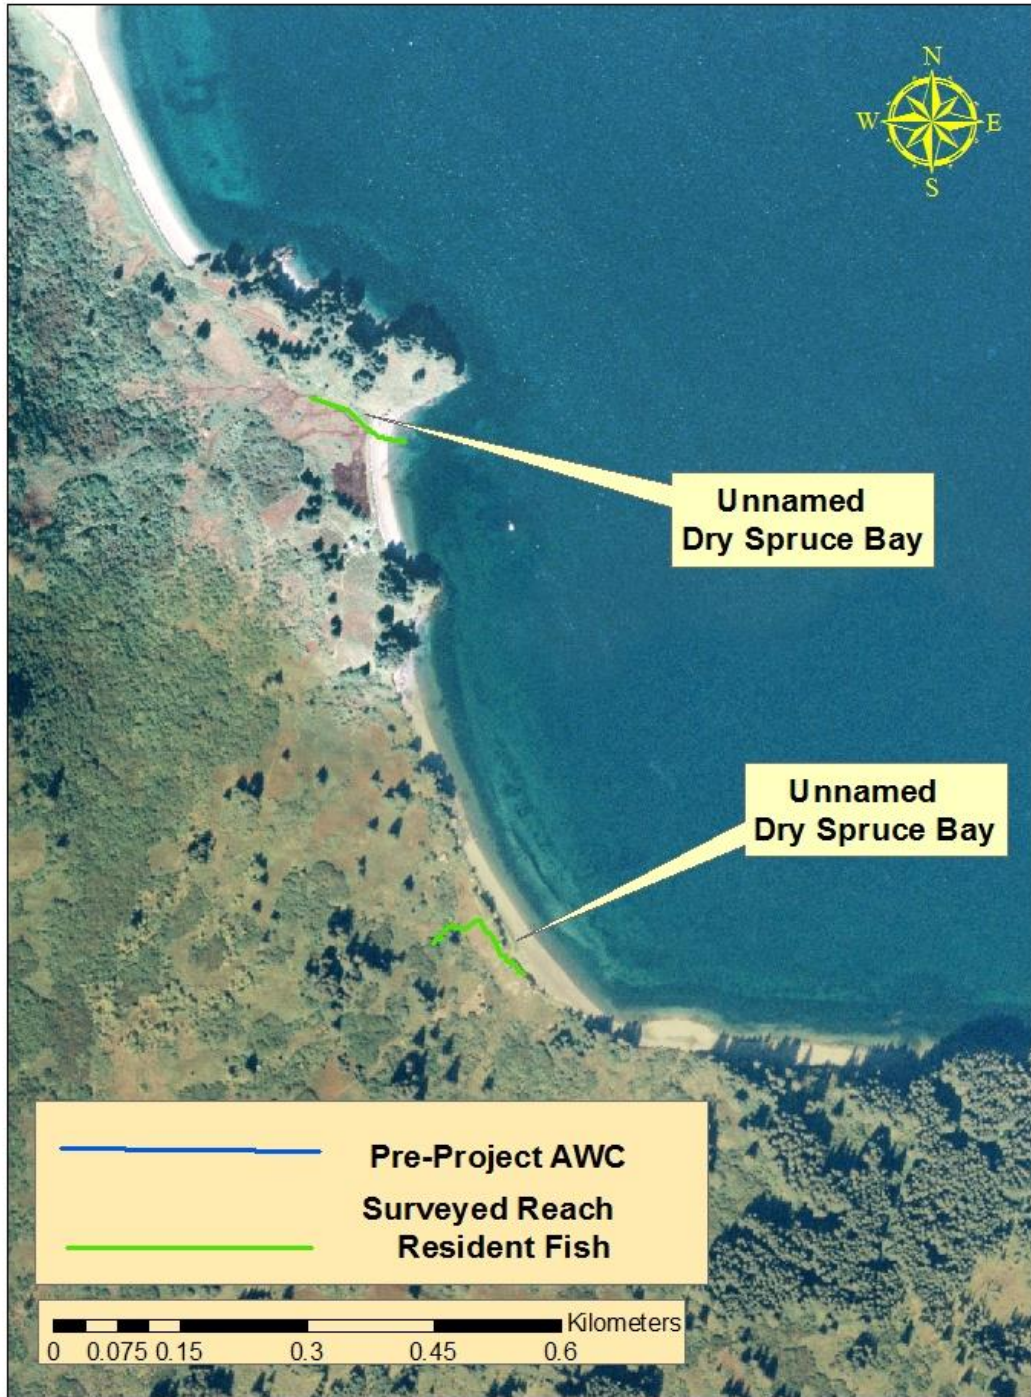 N
W E
S
Unnamed
Dry Spruce Bay
Unnamed
Dry Spruce Bay
Pre-Project AWC
Surveyed Reach
Resident Fish
Kilometers
0 0.075 0.15 0.3 0.45 0.6